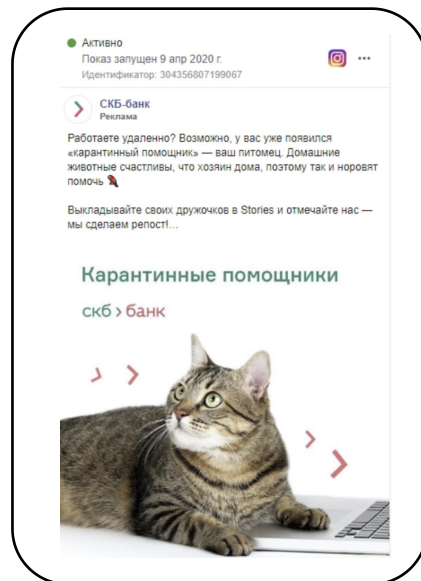 Активно
Показ запущен 9 апр 2020 г.
Идентификатор: 304356807199067
СКБ-банк
Реклама
Работаете удаленно? Возможно, у вас уже появился
«карантинный помощник» — ваш питомец. Домашние
животные счастливы, что хозяин дома, поэтому так и норовят
помочь
Выкладывайте своих дружочков в Stories и отмечайте нас —
мы сделаем репост!...
Карантинные помощники
скб › банк